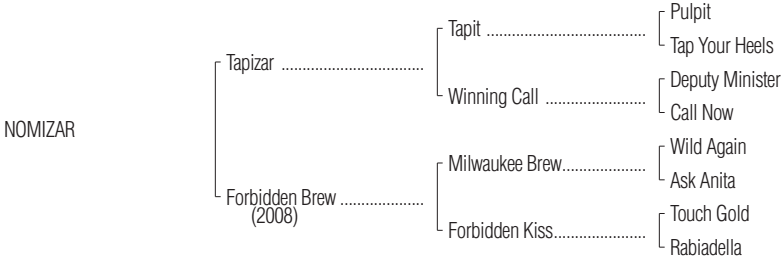 Pulpit
Tapit ....................................
Tap Your Heels
Tapizar ................................
Deputy Minister
Winning Call ......................
Call Now
NOMIZAR
Wild Again
Milwaukee Brew...................
Ask Anita
Forbidden Brew ...................
(2008)
Touch Gold
Forbidden Kiss.....................
Rabiadella